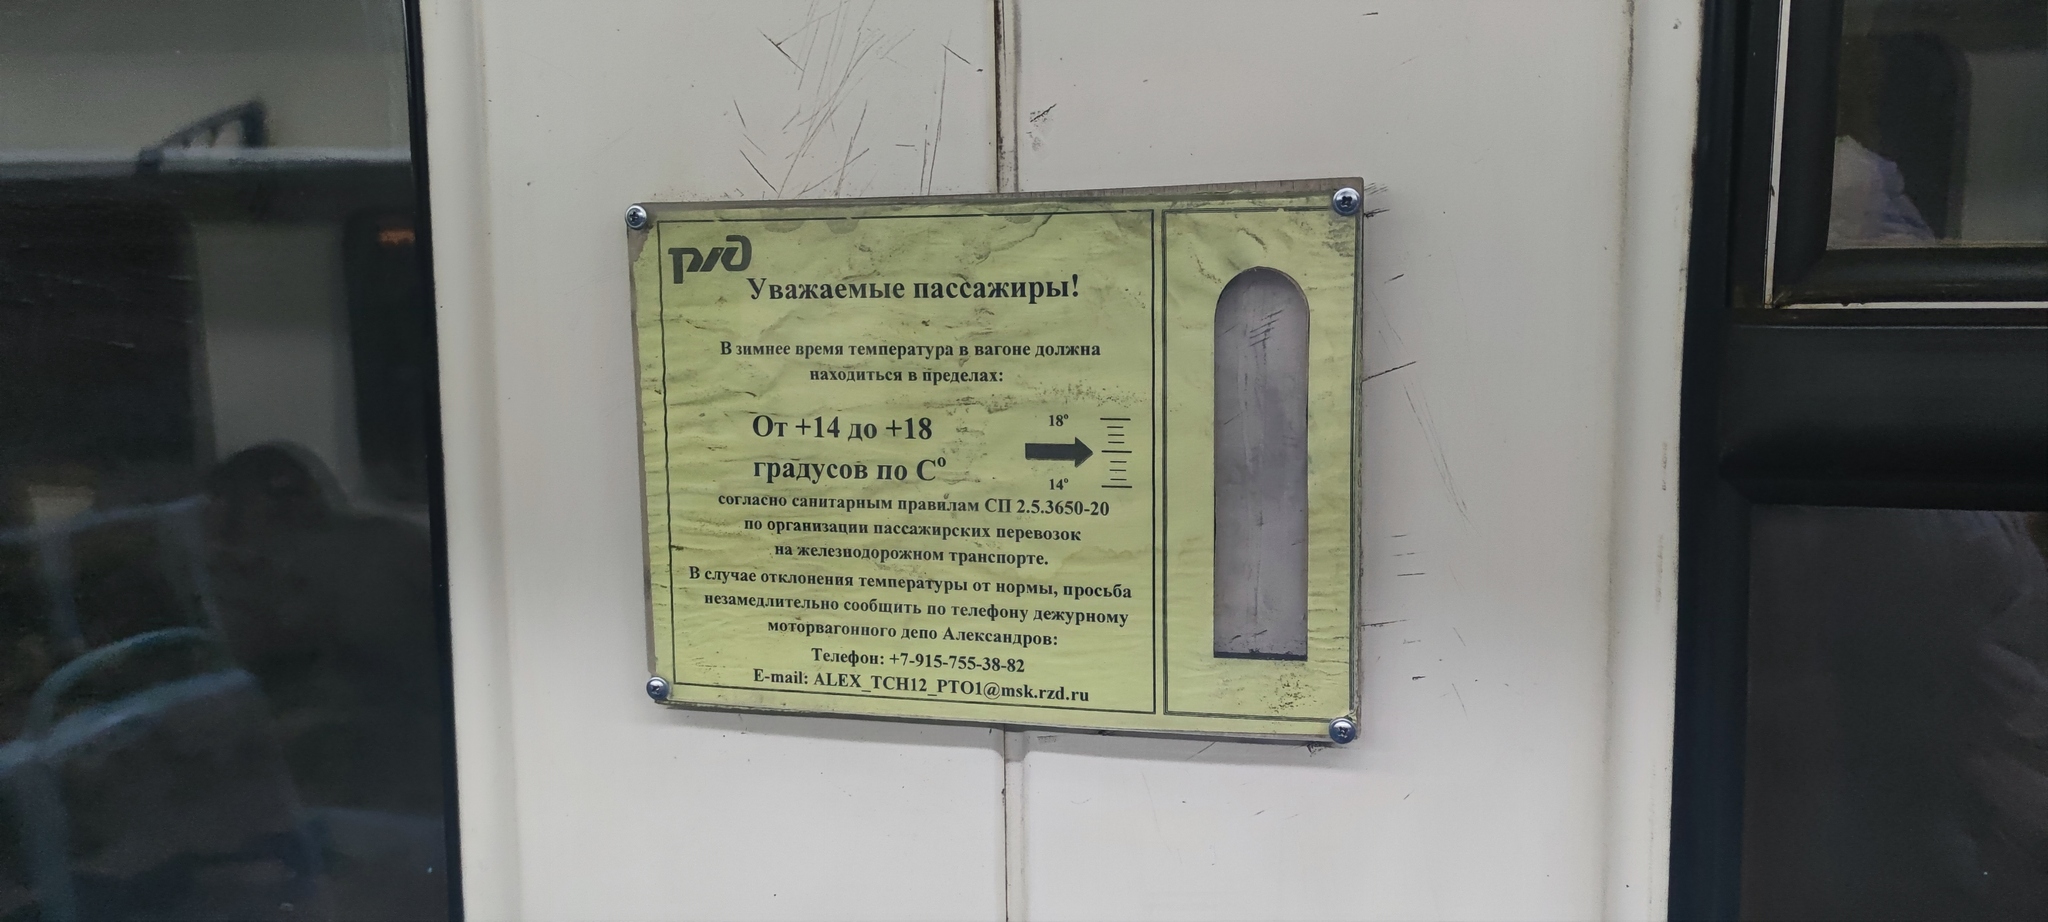 ржд
Уважаемые пассажиры!
В зимнее время температура в вагоне должна
находиться в пределах:
От +14 до +18
градусов по С°
18°
14°
согласно санитарным правилам СП 2.5.3650-20
по организации пассажирских перевозок
на железнодорожном транспорте.
В случае отклонения температуры от нормы, просьба
незамедлительно сообщить по телефону дежурному
моторвагонного депо Александров:
Телефон: +7-915-755-38-82
E-mail: ALEX_TCH12_PTO1@msk.rzd.ru